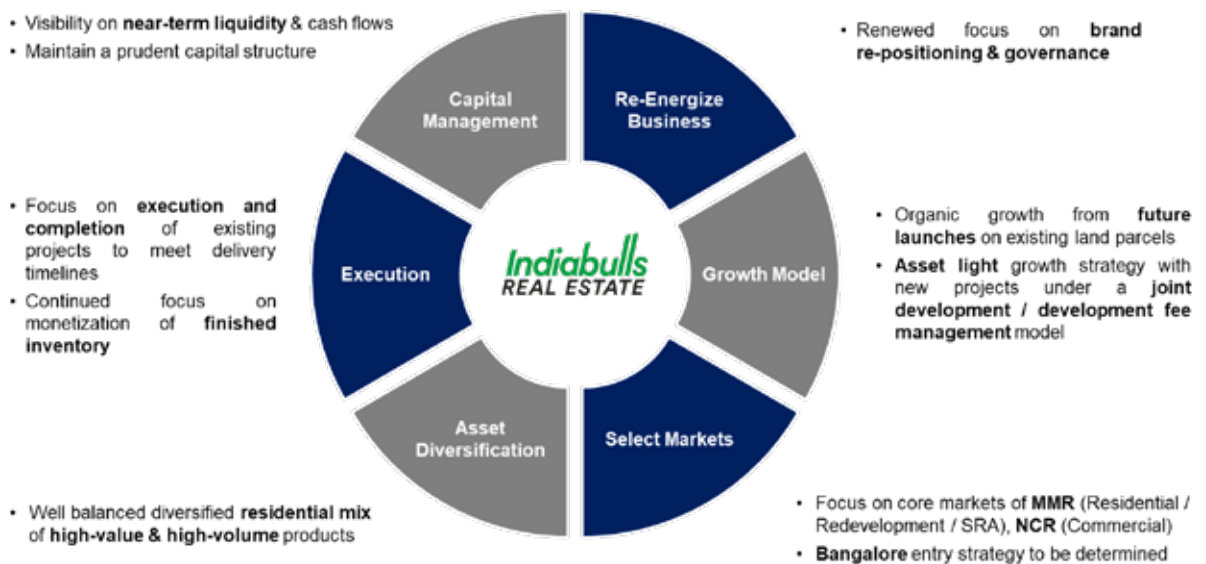 • Visibility on near-term liquidity & cash flows
• Maintain a prudent capital structure
• Renewed focus on brand
re-positioning & governance
Capital
Management
Re-Energize
Business
• Focus on execution and
completion of existing
projects to meet delivery
timelines
• Continued focus on
monetization of finished
inventory
Execution
Indiabulls
REAL ESTATE
Growth Model
• Organic growth from future
launches on existing land parcels
• Asset light growth strategy with
new projects under a joint
development / development fee
management model
Asset
Diversification
Select Markets
• Well balanced diversified residential mix
of high-value & high-volume products
• Focus on core markets of MMR (Residential /
Redevelopment / SRA), NCR (Commercial)
• Bangalore entry strategy to be determined